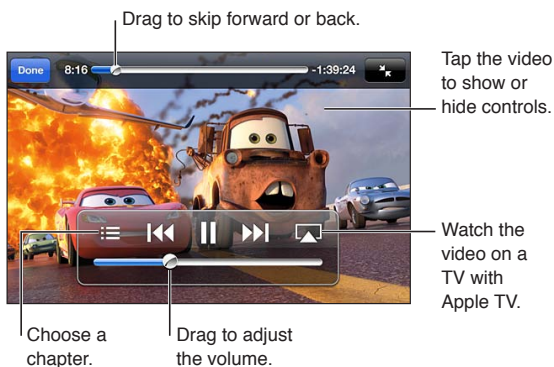 Drag to skip forward or back.
Done 8:16 -1:39:24
Tap the video
to show or
hide controls.
Watch the
video on a
TV with
Apple TV.
Choose a
chapter.
Drag to adjust
the volume.